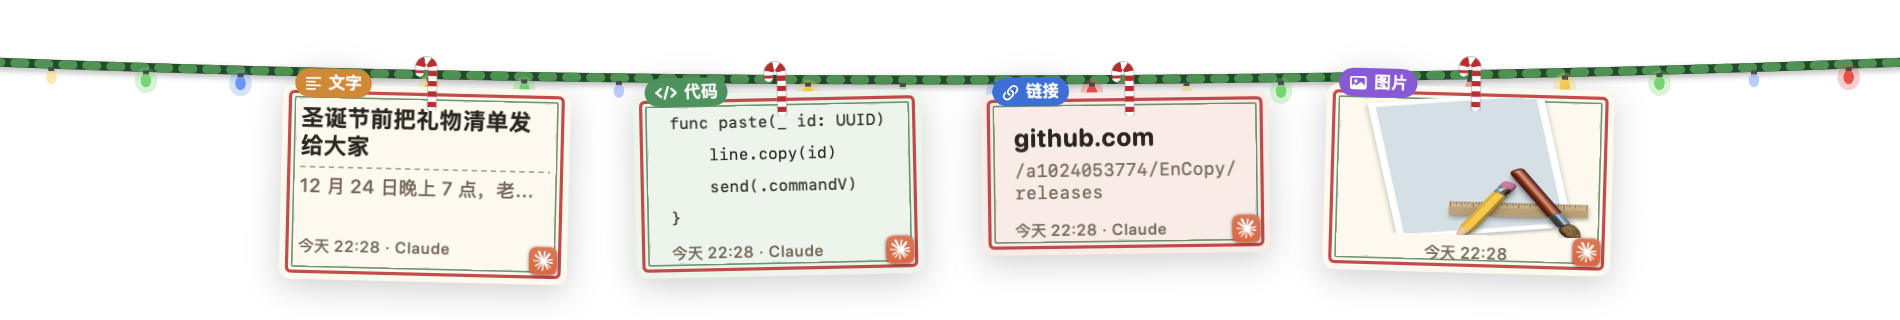 文字
圣诞节前把礼物清单发
给大家
12 月 24 日晚上 7 点，老...
今天 22:28 · Claude
</> 代码
func paste(_ id: UUID)
line.copy(id)
send(.commandV)
}
今天 22:28 · Claude
链接
github.com
/a1024053774/EnCopy/
releases
今天 22:28 · Claude
图片
今天 22:28